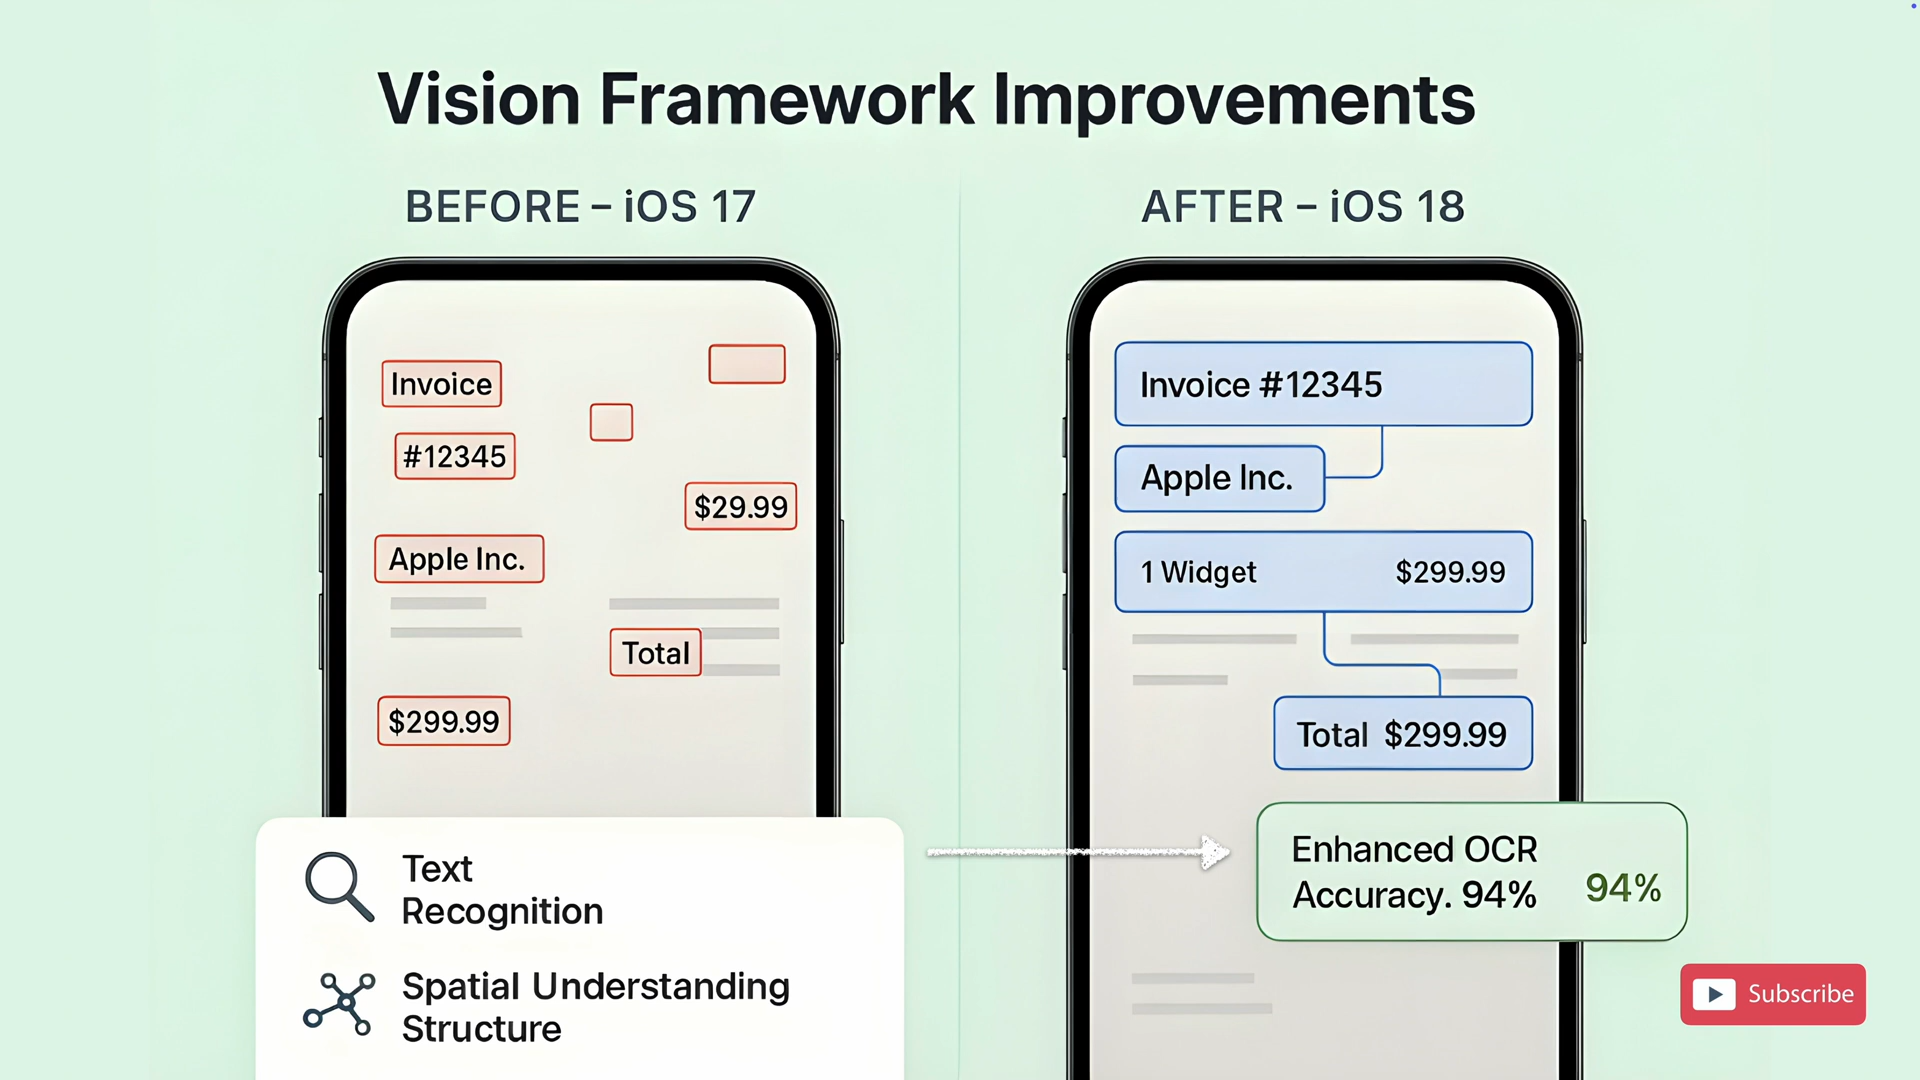 Vision Framework Improvements
BEFORE – iOS 17
Invoice
#12345
$29.99
Apple Inc.
Total
$299.99
Text
Recognition
Spatial Understanding
Structure
AFTER – iOS 18
Invoice #12345
Apple Inc.
1 Widget $299.99
Total $299.99
Enhanced OCR
Accuracy. 94% 94%
Subscribe